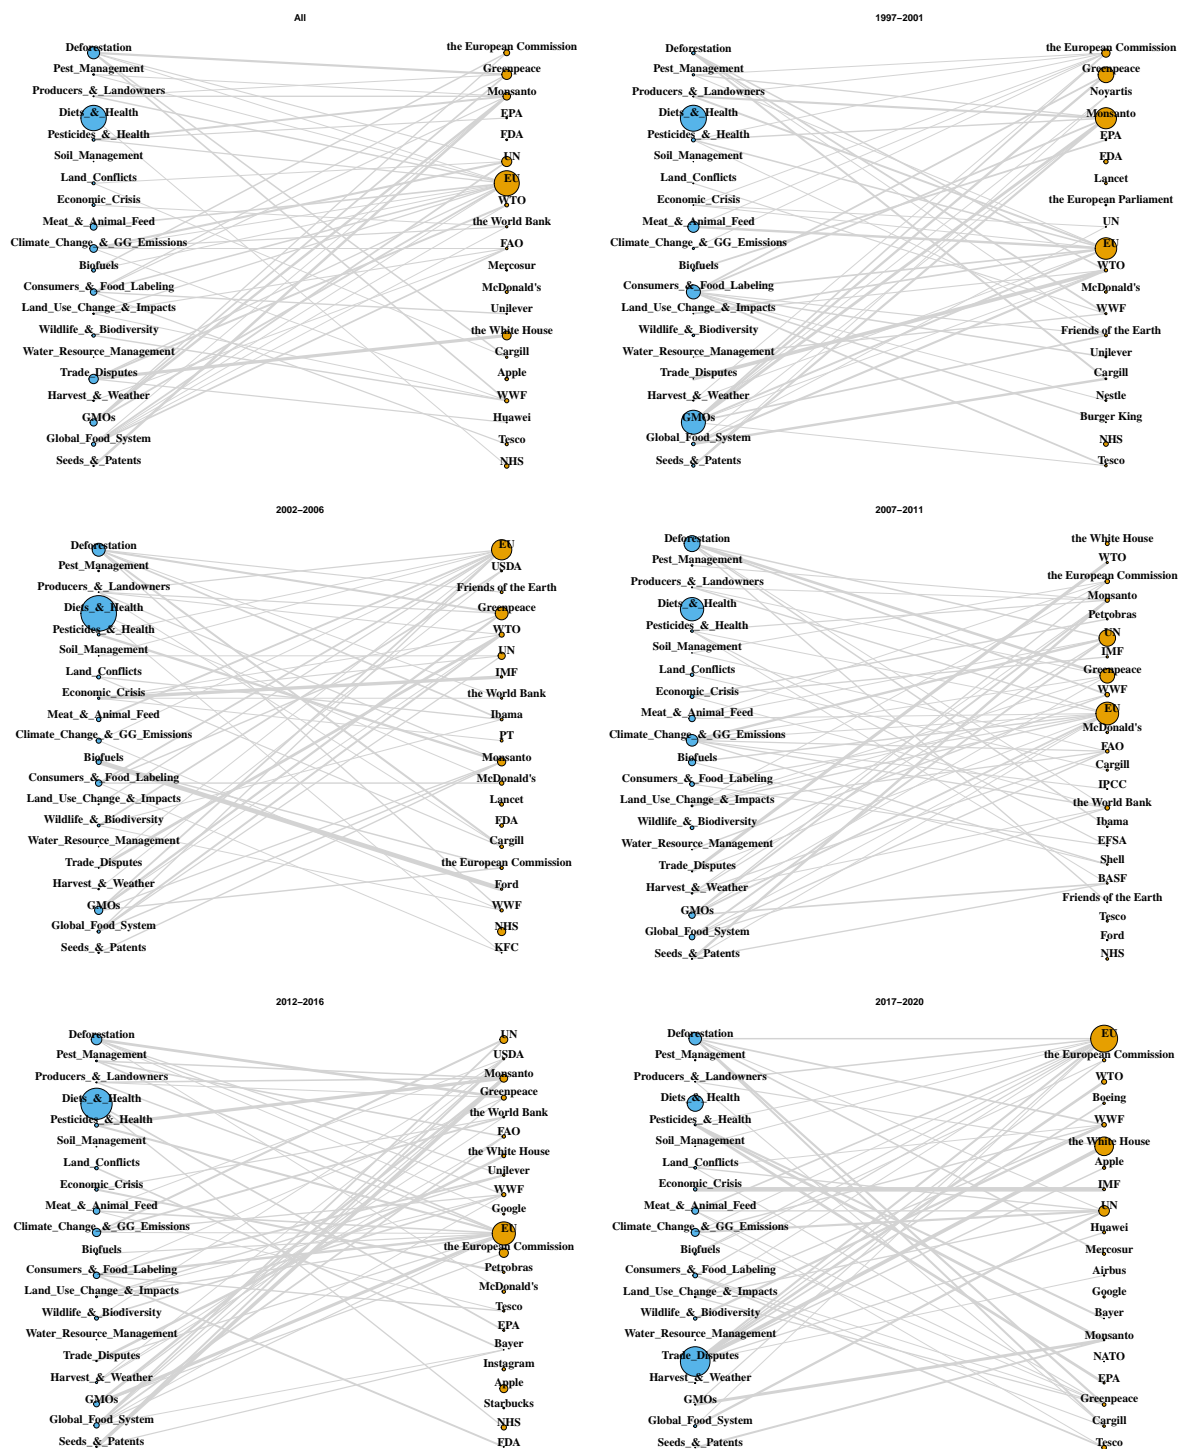 All
Deforestation
Pest_Management
Producers_&_Landowners
Diets_&_Health
Pesticides_&_Health
Soil_Management
Land_Conflicts
Economic_Crisis
Meat_&_Animal_Feed
Climate_Change_&_GG_Emissions
Biofuels
Consumers_&_Food_Labeling
Land_Use_Change_&_Impacts
Wildlife_&_Biodiversity
Water_Resource_Management
Trade_Disputes
Harvest_&_Weather
GMOs
Global_Food_System
Seeds_&_Patents
the European Commission
Greenpeace
Monsanto
EPA
FDA
UN
EU
WTO
the World Bank
FAO
Mercosur
McDonald's
Unilever
the White House
Cargill
Apple
WWF
Huawei
Tesco
NHS
1997−2001
Deforestation
Pest_Management
Producers_&_Landowners
Diets_&_Health
Pesticides_&_Health
Soil_Management
Land_Conflicts
Economic_Crisis
Meat_&_Animal_Feed
Climate_Change_&_GG_Emissions
Biofuels
Consumers_&_Food_Labeling
Land_Use_Change_&_Impacts
Wildlife_&_Biodiversity
Water_Resource_Management
Trade_Disputes
Harvest_&_Weather
GMOs
Global_Food_System
Seeds_&_Patents
the European Commission
Greenpeace
Novartis
Monsanto
EPA
FDA
Lancet
the European Parliament
UN
EU
WTO
McDonald's
WWF
Friends of the Earth
Unilever
Cargill
Nestle
Burger King
NHS
Tesco
2002−2006
Deforestation
Pest_Management
Producers_&_Landowners
Diets_&_Health
Pesticides_&_Health
Soil_Management
Land_Conflicts
Economic_Crisis
Meat_&_Animal_Feed
Climate_Change_&_GG_Emissions
Biofuels
Consumers_&_Food_Labeling
Land_Use_Change_&_Impacts
Wildlife_&_Biodiversity
Water_Resource_Management
Trade_Disputes
Harvest_&_Weather
GMOs
Global_Food_System
Seeds_&_Patents
EU
USDA
Friends of the Earth
Greenpeace
WTO
UN
IMF
the World Bank
Ibama
PT
Monsanto
McDonald's
Lancet
FDA
Cargill
the European Commission
Ford
WWF
NHS
KFC
2007−2011
Deforestation
Pest_Management
Producers_&_Landowners
Diets_&_Health
Pesticides_&_Health
Soil_Management
Land_Conflicts
Economic_Crisis
Meat_&_Animal_Feed
Climate_Change_&_GG_Emissions
Biofuels
Consumers_&_Food_Labeling
Land_Use_Change_&_Impacts
Wildlife_&_Biodiversity
Water_Resource_Management
Trade_Disputes
Harvest_&_Weather
GMOs
Global_Food_System
Seeds_&_Patents
the White House
WTO
the European Commission
Monsanto
Petrobras
UN
IMF
Greenpeace
WWF
EU
McDonald's
FAO
Cargill
IPCC
the World Bank
Ibama
EFSA
Shell
BASF
Friends of the Earth
Tesco
Ford
NHS
2012−2016
Deforestation
Pest_Management
Producers_&_Landowners
Diets_&_Health
Pesticides_&_Health
Soil_Management
Land_Conflicts
Economic_Crisis
Meat_&_Animal_Feed
Climate_Change_&_GG_Emissions
Biofuels
Consumers_&_Food_Labeling
Land_Use_Change_&_Impacts
Wildlife_&_Biodiversity
Water_Resource_Management
Trade_Disputes
Harvest_&_Weather
GMOs
Global_Food_System
Seeds_&_Patents
UN
USDA
Monsanto
Greenpeace
the World Bank
FAO
the White House
Unilever
WWF
Google
EU
the European Commission
Petrobras
McDonald's
Tesco
EPA
Bayer
Instagram
Apple
Starbucks
NHS
FDA
2017−2020
Deforestation
Pest_Management
Producers_&_Landowners
Diets_&_Health
Pesticides_&_Health
Soil_Management
Land_Conflicts
Economic_Crisis
Meat_&_Animal_Feed
Climate_Change_&_GG_Emissions
Biofuels
Consumers_&_Food_Labeling
Land_Use_Change_&_Impacts
Wildlife_&_Biodiversity
Water_Resource_Management
Trade_Disputes
Harvest_&_Weather
GMOs
Global_Food_System
Seeds_&_Patents
EU
the European Commission
WTO
Boeing
WWF
the White House
Apple
IMF
UN
Huawei
Mercosur
Airbus
Google
Bayer
Monsanto
NATO
EPA
Greenpeace
Cargill
Tesco